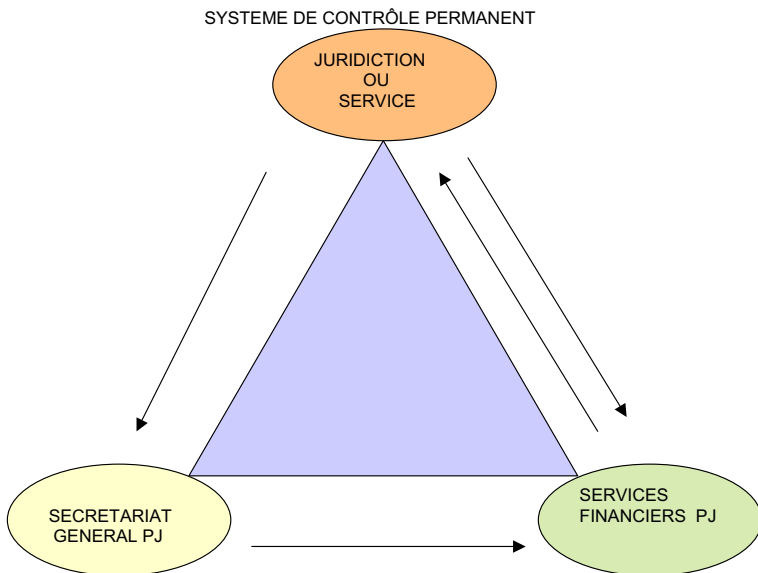 SYSTEME DE CONTRÔLE PERMANENT
JURIDICTION
OU
SERVICE
SECRETARIAT
GENERAL PJ
SERVICES
FINANCIERS PJ